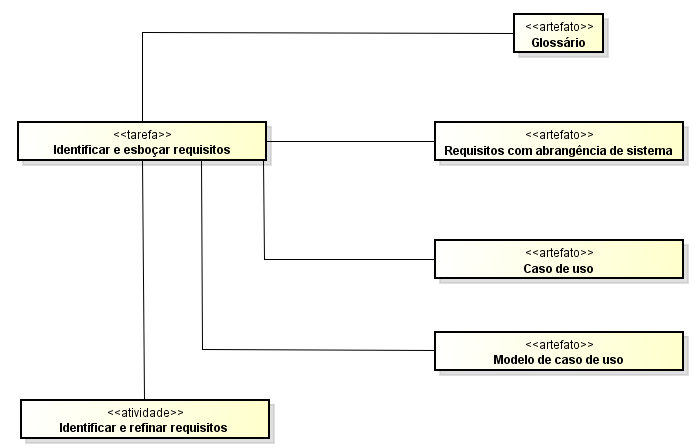 <<artefato>>
Glossário
<<tarefa>>
Identificar e esboçar requisitos
<<artefato>>
Requisitos com abrangência de sistema
<<artefato>>
Caso de uso
<<artefato>>
Modelo de caso de uso
<<atividade>>
Identificar e refinar requisitos